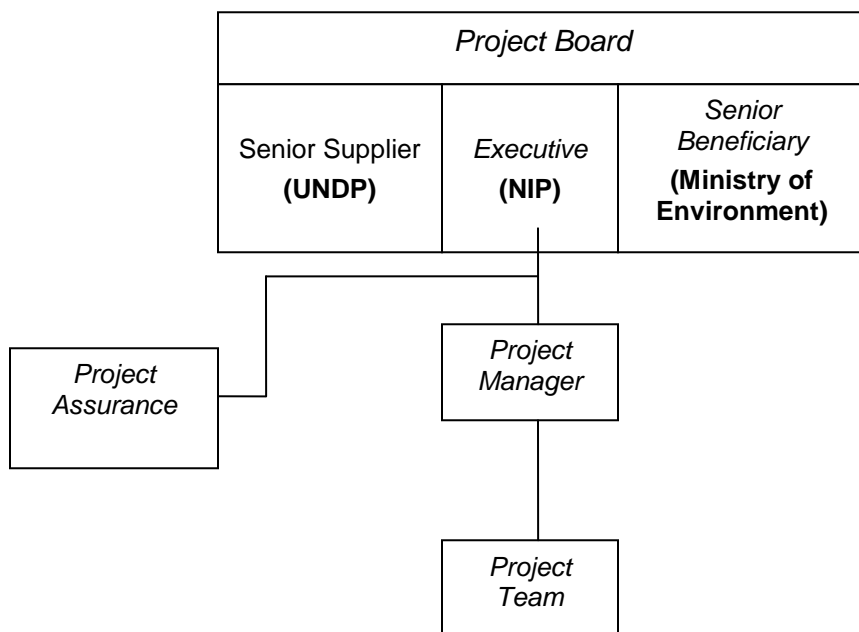 Project Board
Senior Supplier
(UNDP)
Executive
(NIP)
Senior
Beneficiary
(Ministry of
Environment)
Project
Assurance
Project
Manager
Project
Team